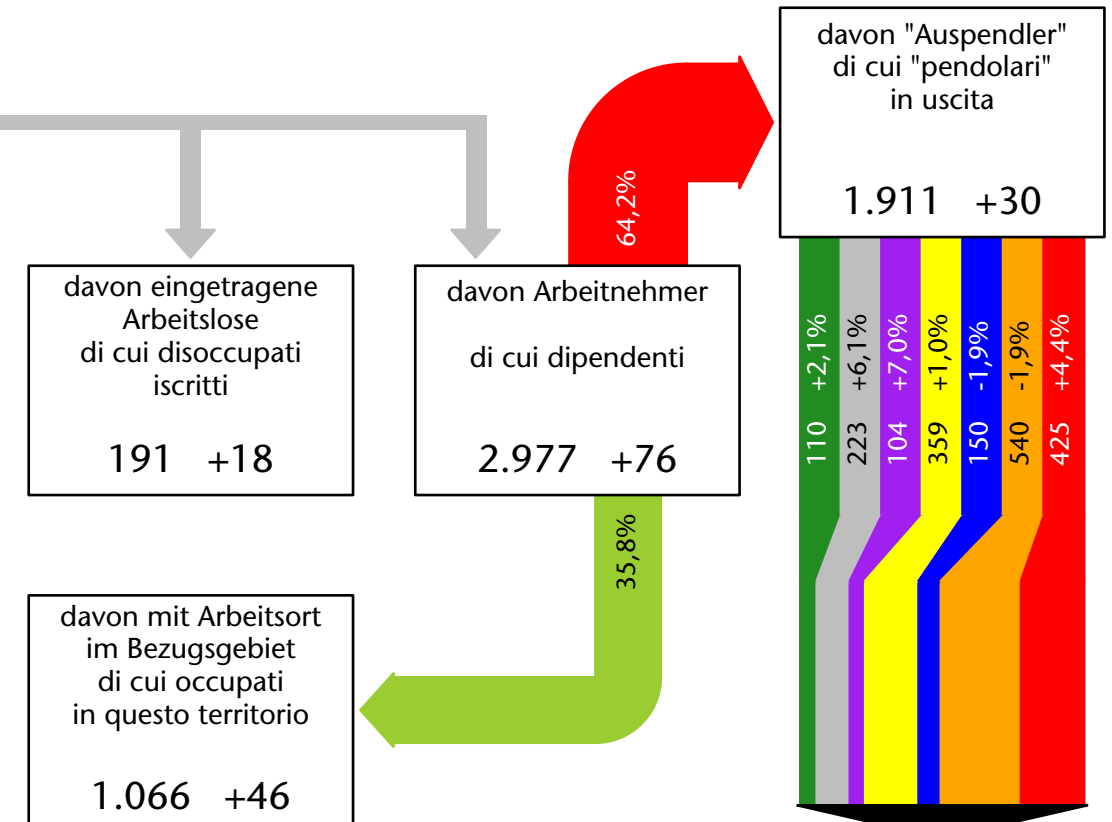 davon "Auspendler"
di cui "pendolari"
in uscita
1.911 +30
64,2%
davon eingetragene
Arbeitslose
di cui disoccupati
iscritti
191 +18
davon Arbeitnehmer
di cui dipendenti
2.977 +76
110 +2,1%
223 +6,1%
104 +7,0%
359 +1,0%
150 -1,9%
540 -1,9%
425 +4,4%
35,8%
davon mit Arbeitsort
im Bezugsgebiet
di cui occupati
in questo territorio
1.066 +46